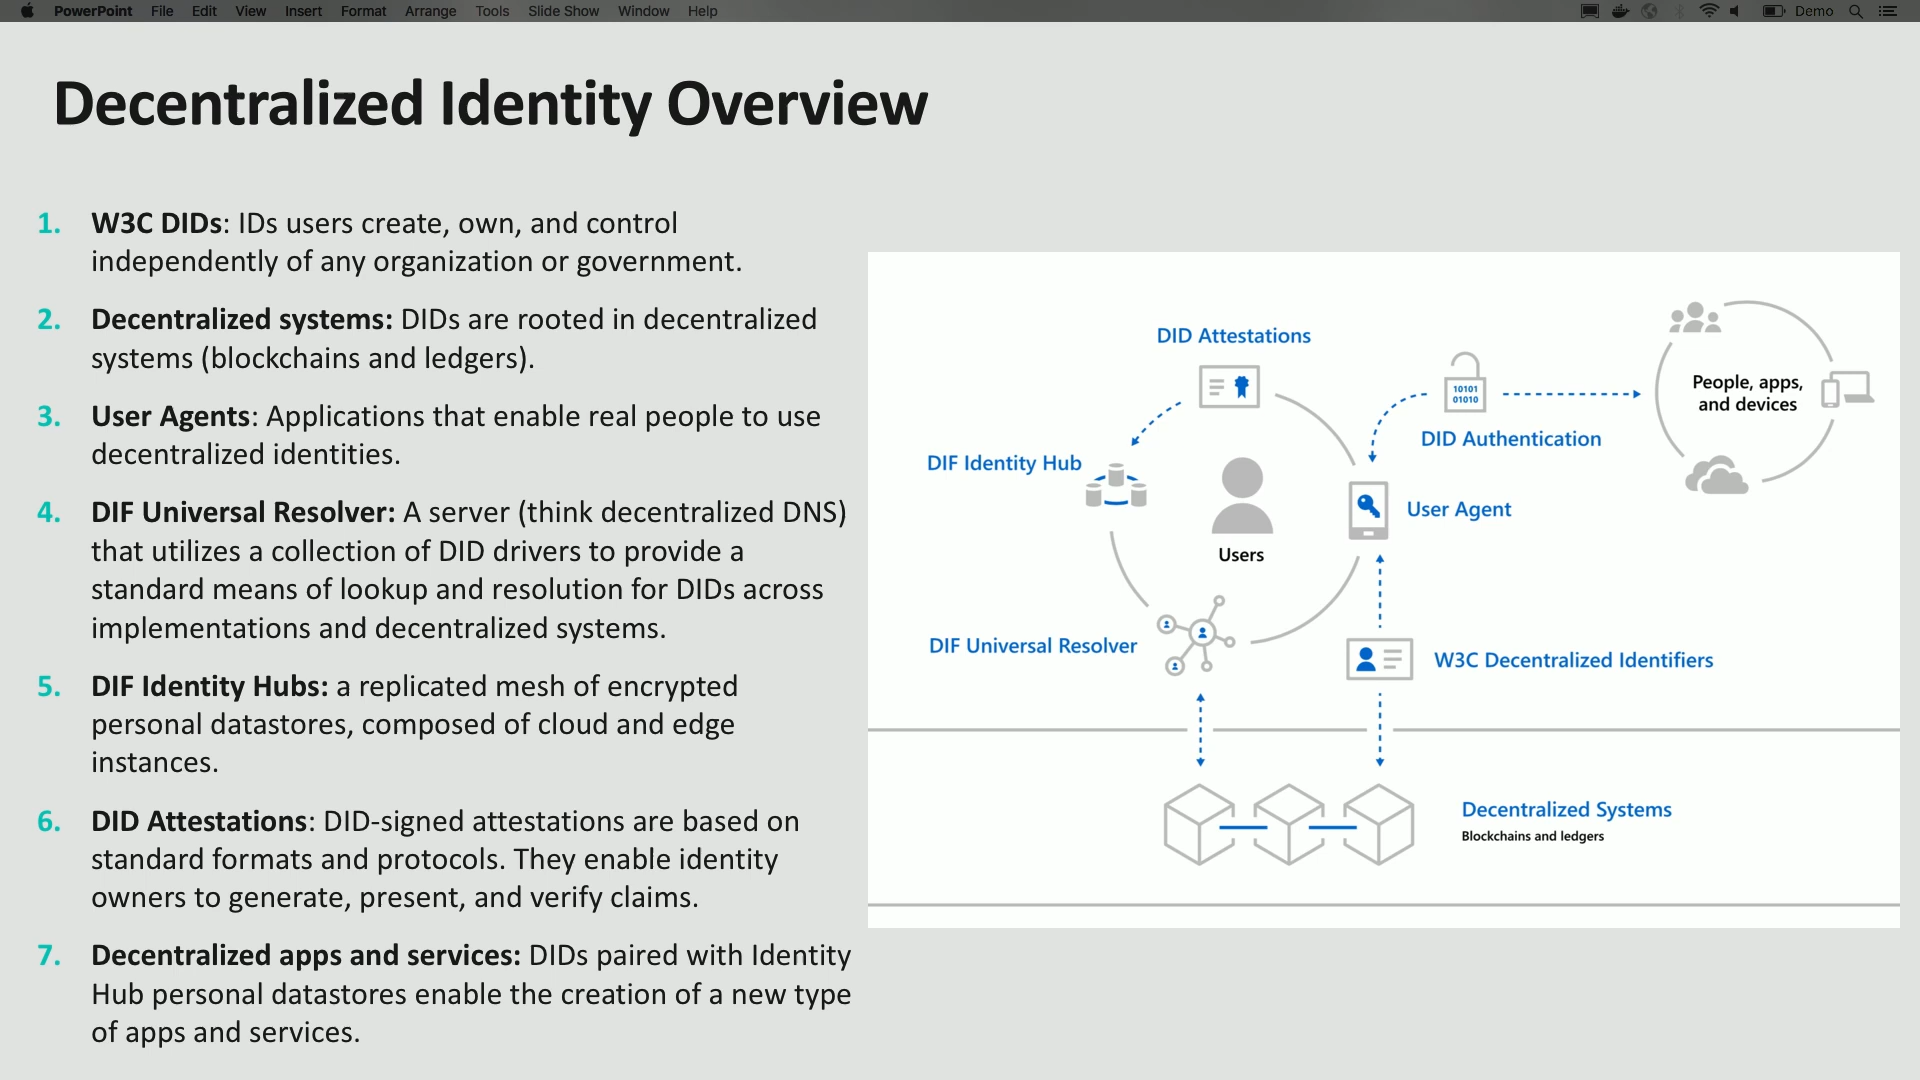 PowerPoint File Edit View Insert Format Arrange Tools Slide Show Window Help Demo
Decentralized Identity Overview
1. W3C DIDs: IDs users create, own, and control
independently of any organization or government.
2. Decentralized systems: DIDs are rooted in decentralized
systems (blockchains and ledgers).
3. User Agents: Applications that enable real people to use
decentralized identities.
4. DIF Universal Resolver: A server (think decentralized DNS)
that utilizes a collection of DID drivers to provide a
standard means of lookup and resolution for DIDs across
implementations and decentralized systems.
5. DIF Identity Hubs: a replicated mesh of encrypted
personal datastores, composed of cloud and edge
instances.
6. DID Attestations: DID-signed attestations are based on
standard formats and protocols. They enable identity
owners to generate, present, and verify claims.
7. Decentralized apps and services: DIDs paired with Identity
Hub personal datastores enable the creation of a new type
of apps and services.
DID Attestations
People, apps,
and devices
10101
01010
DID Authentication
DIF Identity Hub
User Agent
Users
DIF Universal Resolver
W3C Decentralized Identifiers
Decentralized Systems
Blockchains and ledgers